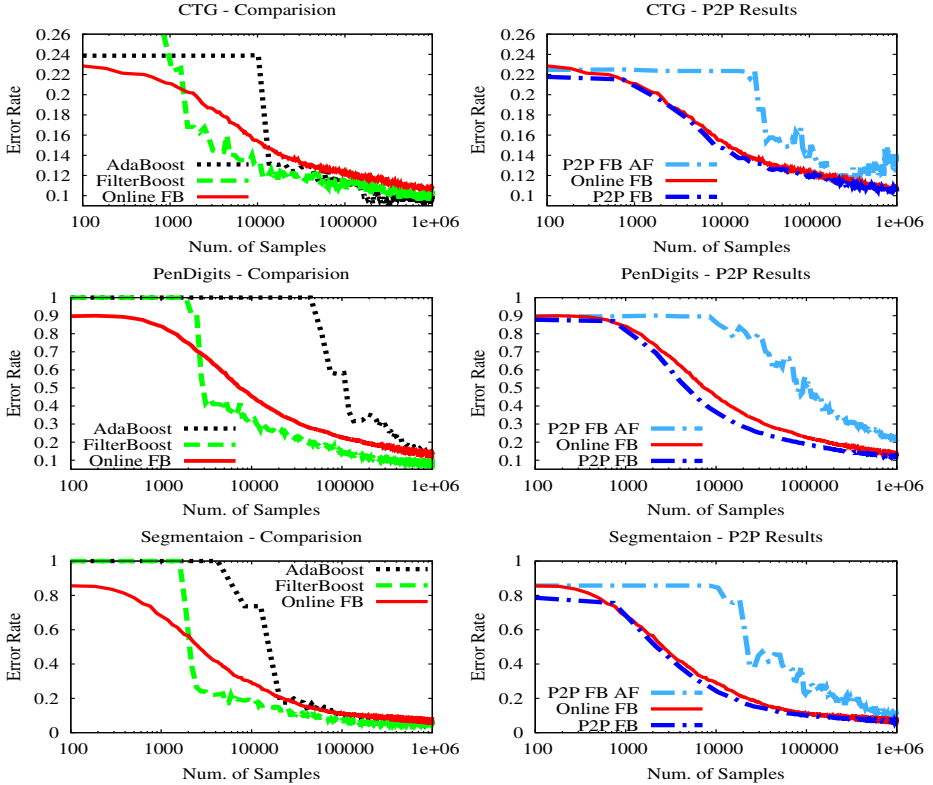 CTG - Comparision
Error Rate
0.26
0.24
0.22
0.2
0.18
0.16
0.14
0.12
0.1
AdaBoost
FilterBoost
Online FB
100
1000
10000
100000
1e+06
Num. of Samples
CTG - P2P Results
Error Rate
0.26
0.24
0.22
0.2
0.18
0.16
0.14
0.12
0.1
P2P FB AF
Online FB
P2P FB
100
1000
10000
100000
1e+06
Num. of Samples
PenDigits - Comparision
Error Rate
1
0.9
0.8
0.7
0.6
0.5
0.4
0.3
0.2
0.1
AdaBoost
FilterBoost
Online FB
100
1000
10000
100000
1e+06
Num. of Samples
PenDigits - P2P Results
Error Rate
1
0.9
0.8
0.7
0.6
0.5
0.4
0.3
0.2
0.1
P2P FB AF
Online FB
P2P FB
100
1000
10000
100000
1e+06
Num. of Samples
Segmentaion - Comparision
Error Rate
1
0.8
0.6
0.4
0.2
0
AdaBoost
FilterBoost
Online FB
100
1000
10000
100000
1e+06
Num. of Samples
Segmentaion - P2P Results
Error Rate
1
0.8
0.6
0.4
0.2
0
P2P FB AF
Online FB
P2P FB
100
1000
10000
100000
1e+06
Num. of Samples